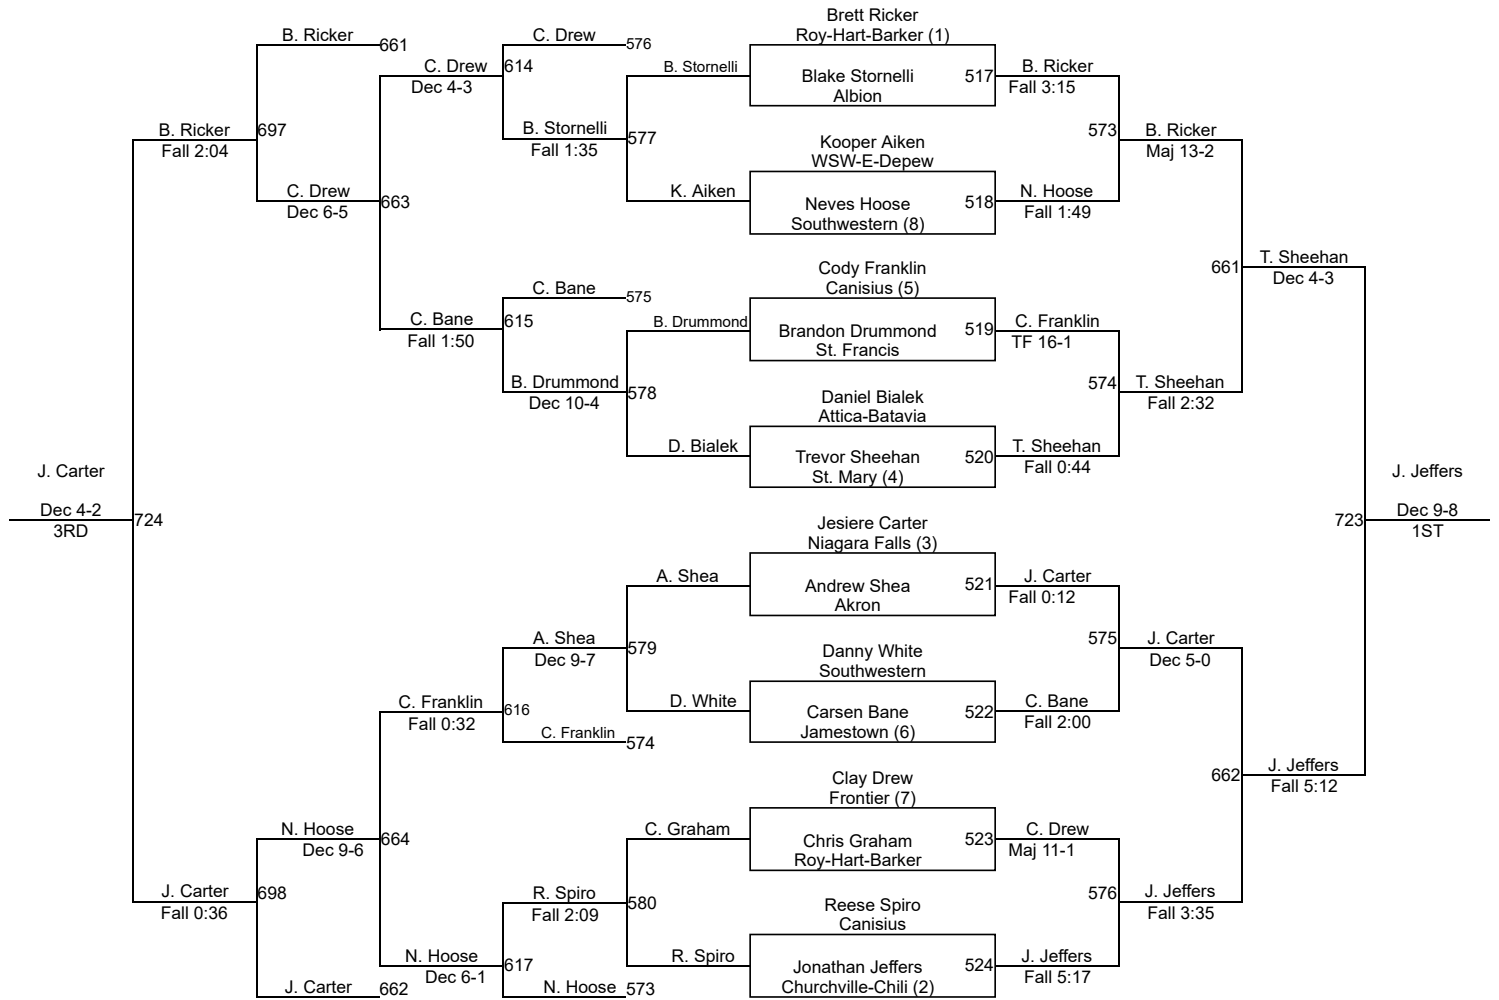 Brett Ricker
B. Ricker
C. Drew
Roy-Hart-Barker (1)
661
576
C. Drew
614
B. Stornelli
Blake Stornelli
517
B. Ricker
Dec 4-3
Albion
Fall 3:15
B. Ricker
697
B. Stornelli
577
573
B. Ricker
Fall 2:04
Fall 1:35
Kooper Aiken
Maj 13-2
WSW-E-Depew
C. Drew
663
K. Aiken
Neves Hoose
518
N. Hoose
Dec 6-5
Southwestern (8)
Fall 1:49
Cody Franklin
661
T. Sheehan
C. Bane
575
Canisius (5)
Dec 4-3
C. Bane
615
B. Drummond
Brandon Drummond
519
C. Franklin
Fall 1:50
St. Francis
TF 16-1
B. Drummond
578
574
T. Sheehan
Dec 10-4
Daniel Bialek
Fall 2:32
Attica-Batavia
D. Bialek
Trevor Sheehan
520
T. Sheehan
St. Mary (4)
Fall 0:44
J. Carter
J. Jeffers
Dec 4-2
724
Jesiere Carter
723
Dec 9-8
3RD
Niagara Falls (3)
1ST
A. Shea
Andrew Shea
521
J. Carter
Akron
Fall 0:12
A. Shea
579
575
J. Carter
Dec 9-7
Danny White
Dec 5-0
Southwestern
C. Franklin
616
D. White
Carsen Bane
522
C. Bane
Fall 0:32
Jamestown (6)
Fall 2:00
C. Franklin
574
Clay Drew
662
J. Jeffers
Frontier (7)
Fall 5:12
N. Hoose
664
C. Graham
Chris Graham
523
C. Drew
Dec 9-6
Roy-Hart-Barker
Maj 11-1
J. Carter
698
R. Spiro
580
576
J. Jeffers
Fall 0:36
Fall 2:09
Reese Spiro
Fall 3:35
Canisius
N. Hoose
617
R. Spiro
Jonathan Jeffers
524
J. Jeffers
Dec 6-1
Churchville-Chili (2)
Fall 5:17
J. Carter
662
N. Hoose
573